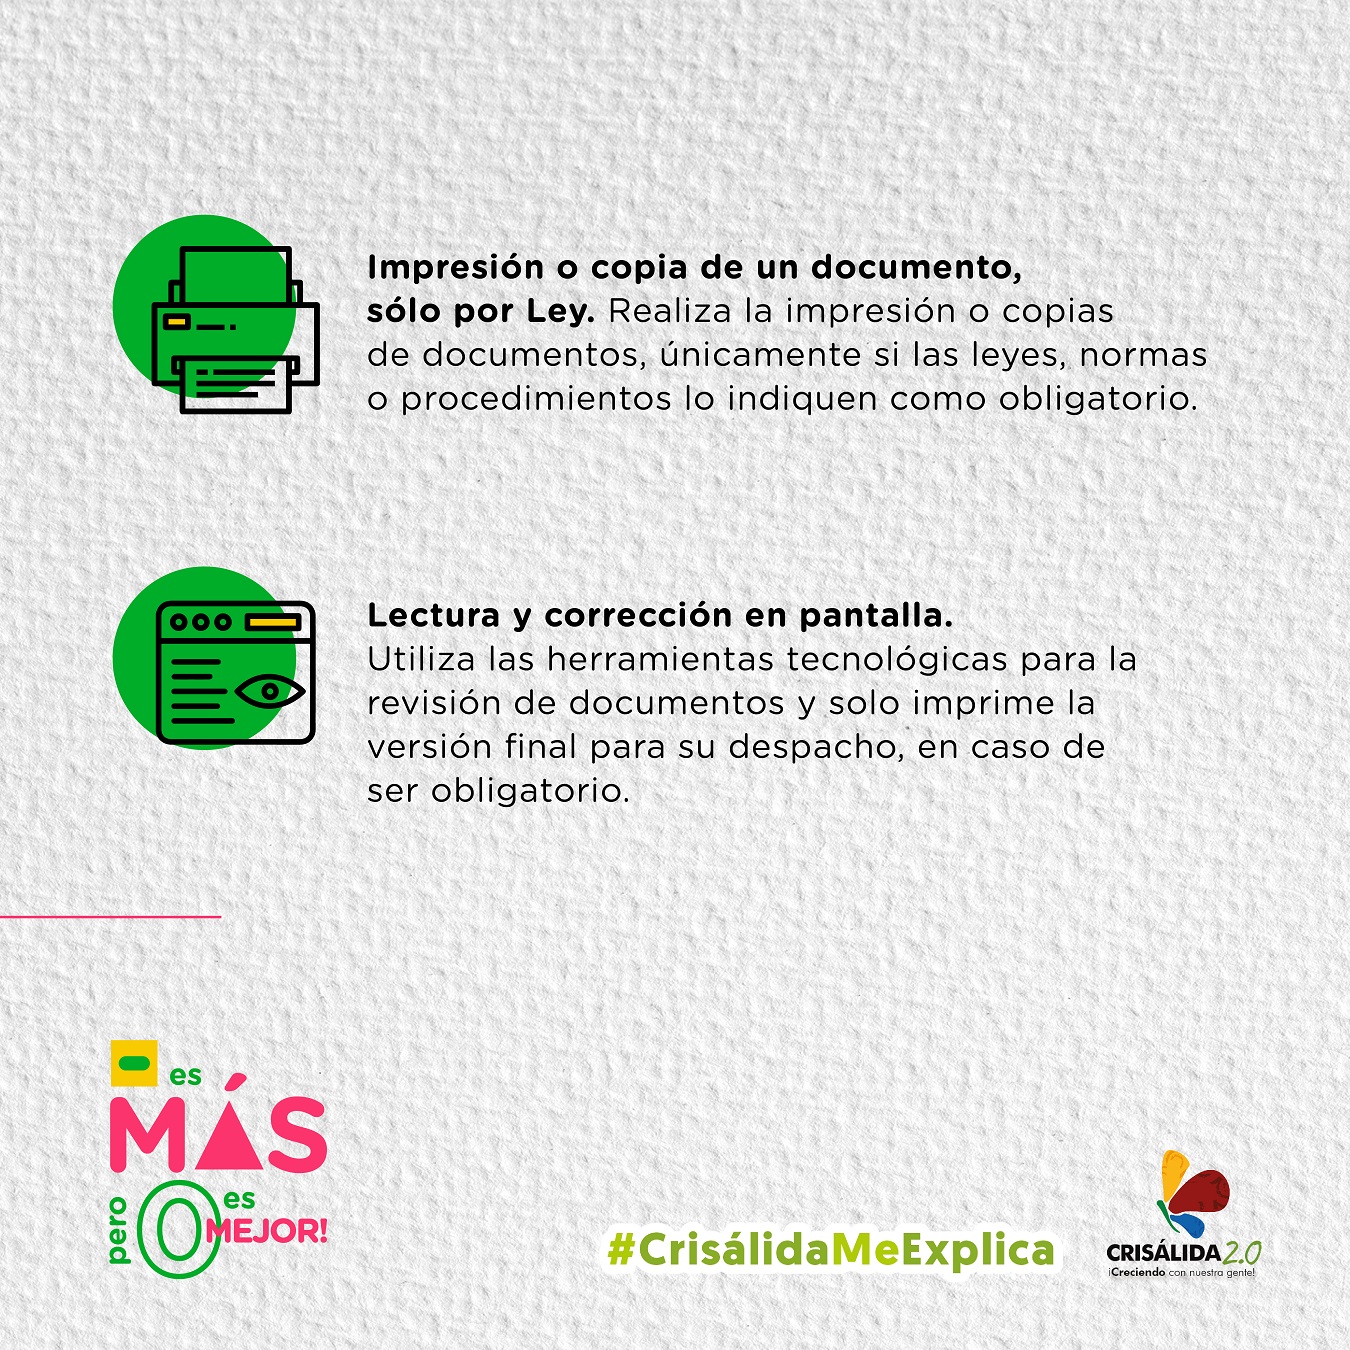 Impresión o copia de un documento,
sólo por Ley. Realiza la impresión o copias
de documentos, únicamente si las leyes, normas
o procedimientos lo indiquen como obligatorio.
Lectura y corrección en pantalla.
Utiliza las herramientas tecnológicas para la
revisión de documentos y solo imprime la
versión final para su despacho, en caso de
ser obligatorio.
- es
MÁS
pero 0 es
MEJOR!
#CrisálidaMeExplica
CRISÁLIDA 2.0
¡Creciendo con nuestra gente!